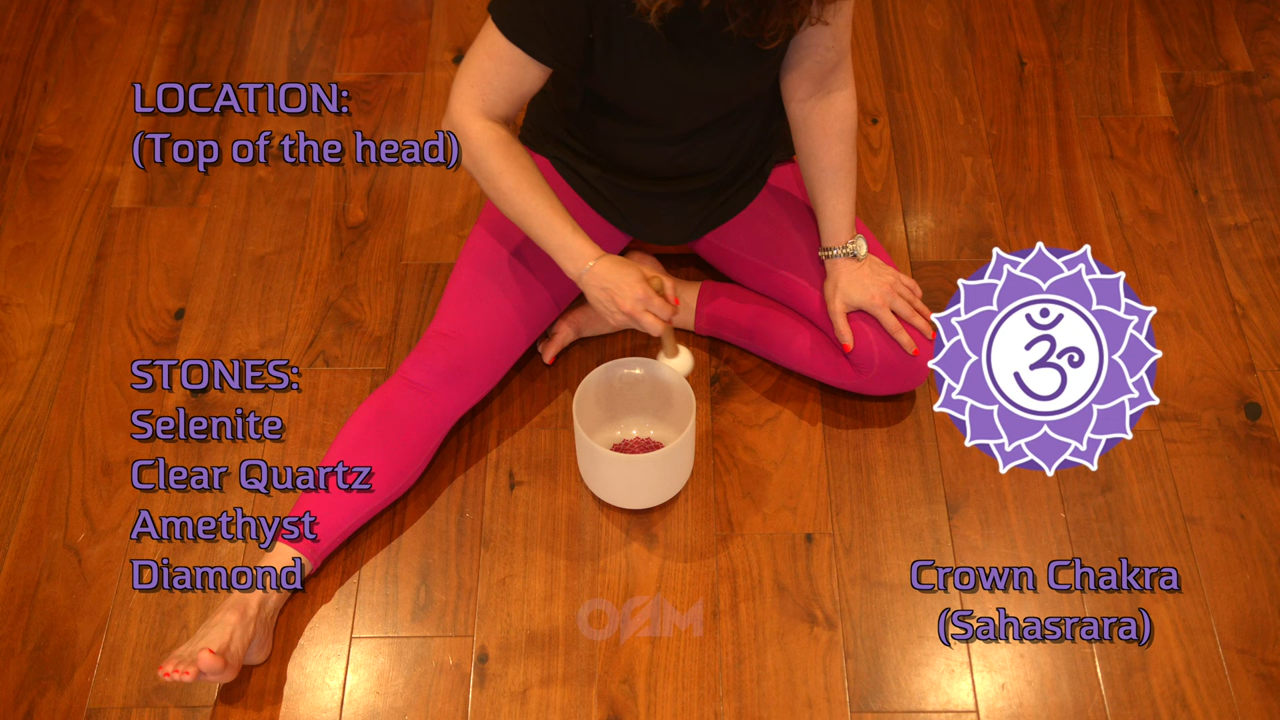 LOCATION:
(Top of the head)
STONES:
Selenite
Clear Quartz
Amethyst
Diamond
ॐ
Crown Chakra
(Sahasrara)